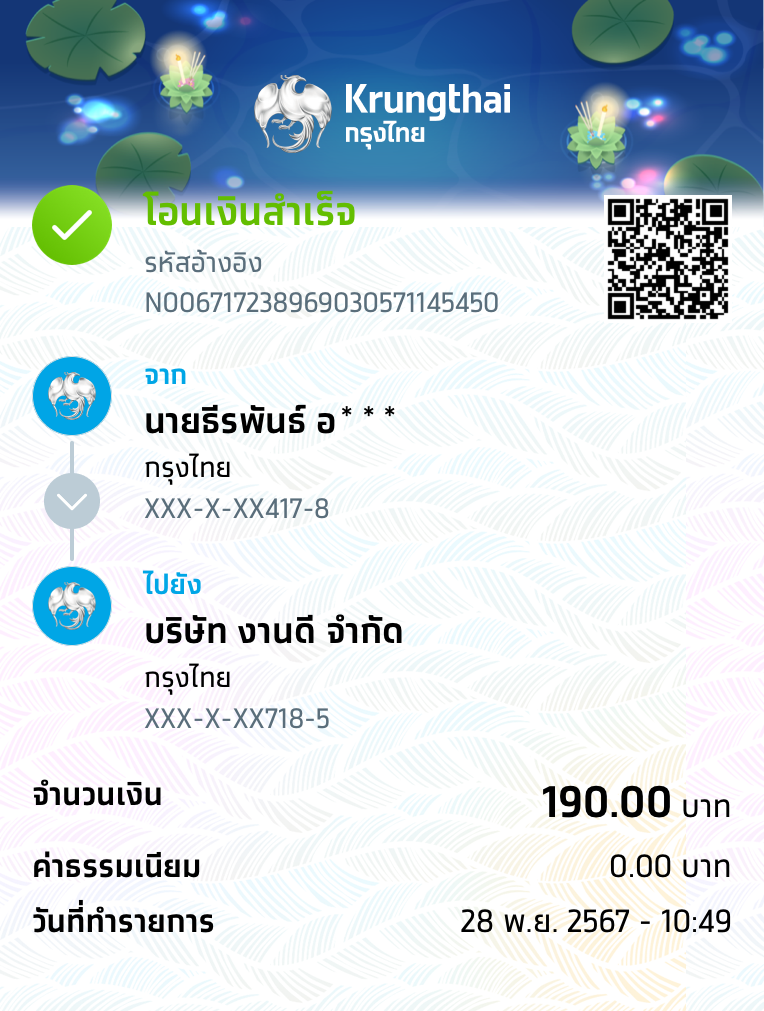 Krungthai
กรุงไทย
โอนเงินสำเร็จ
รหัสอ้างอิง
N00671723896903057114​5450
จาก
นายธีรพันธ์ อ***
กรุงไทย
XXX-X-XX417-8
ไปยัง
บริษัท งานดี จำกัด
กรุงไทย
XXX-X-XX718-5
จำนวนเงิน 190.00 บาท
ค่าธรรมเนียม 0.00 บาท
วันที่ทำรายการ 28 พ.ย. 2567 - 10:49